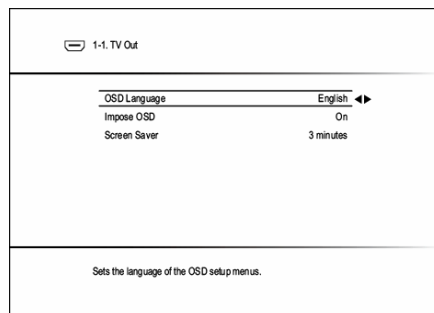 1-1. TV Out
OSD Language English
Impose OSD On
Screen Saver 3 minutes
Sets the language of the OSD setup menus.